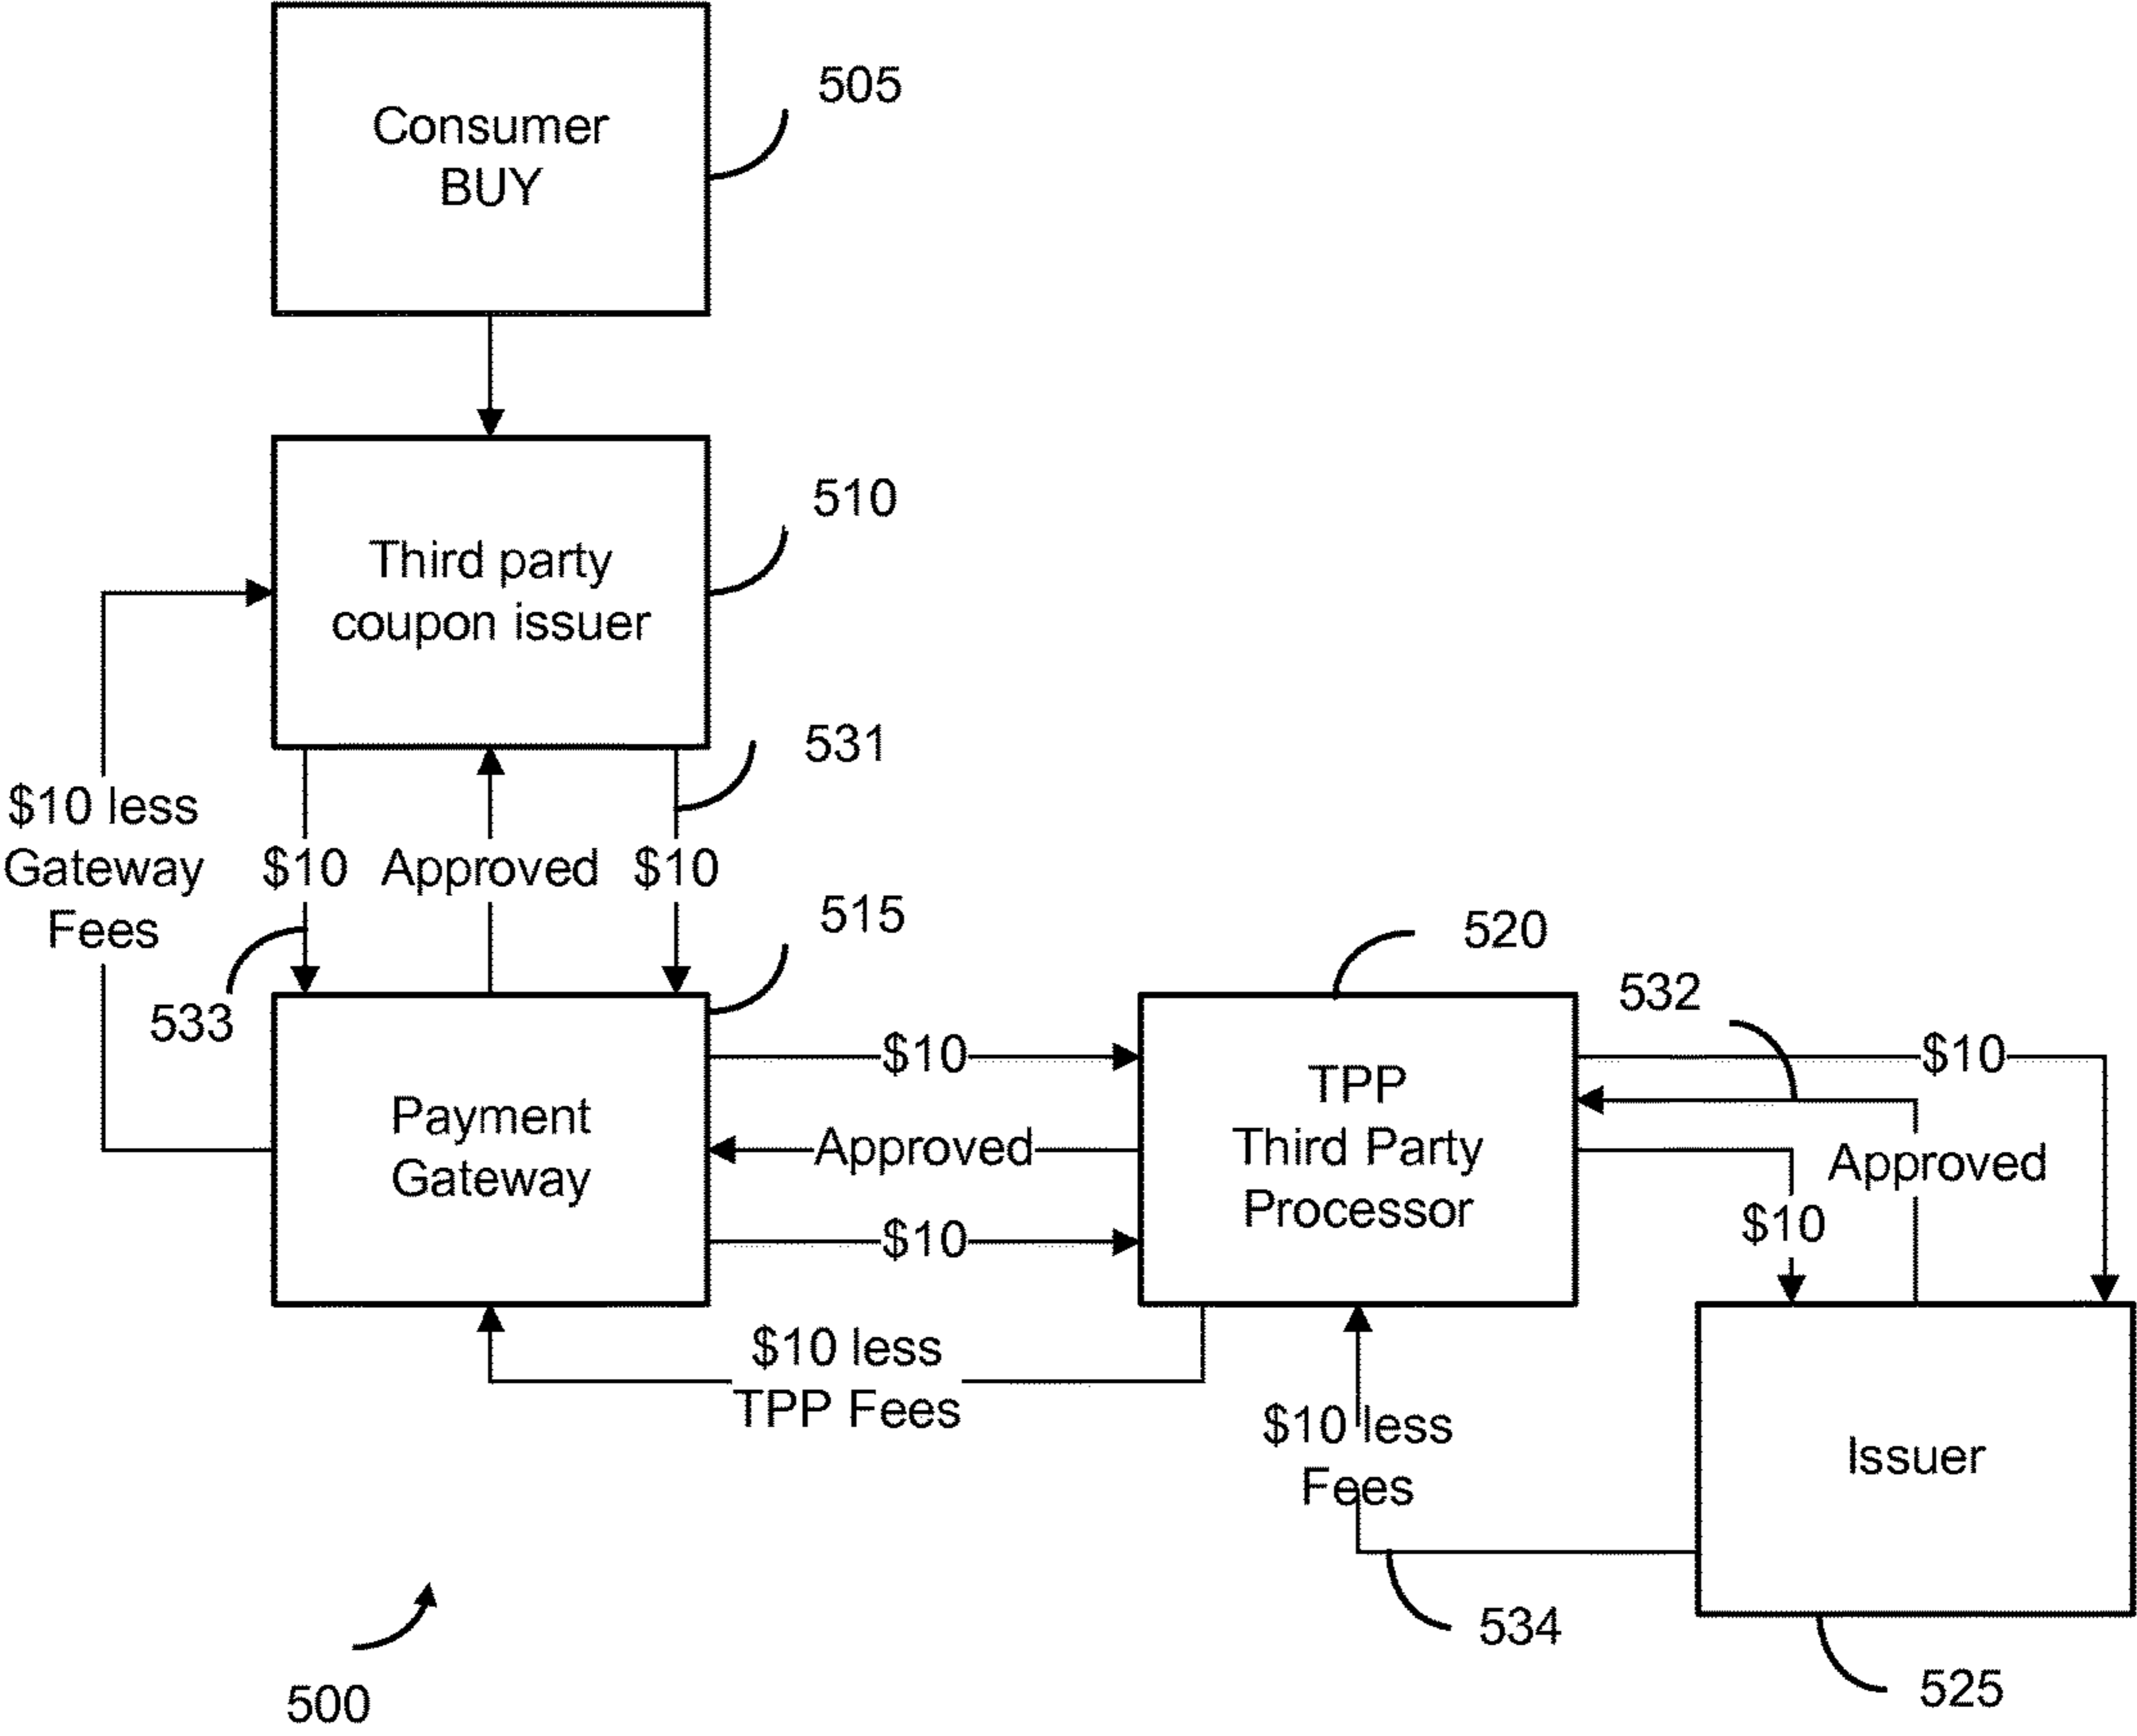 505
Consumer
BUY
510
Third party
coupon issuer
531
$10 less
Gateway
Fees
$10
Approved
$10
515
520
532
533
$10
$10
TPP
Third Party
Processor
Payment
Gateway
Approved
Approved
$10
$10
$10 less
TPP Fees
$10 less
Fees
Issuer
534
525
500